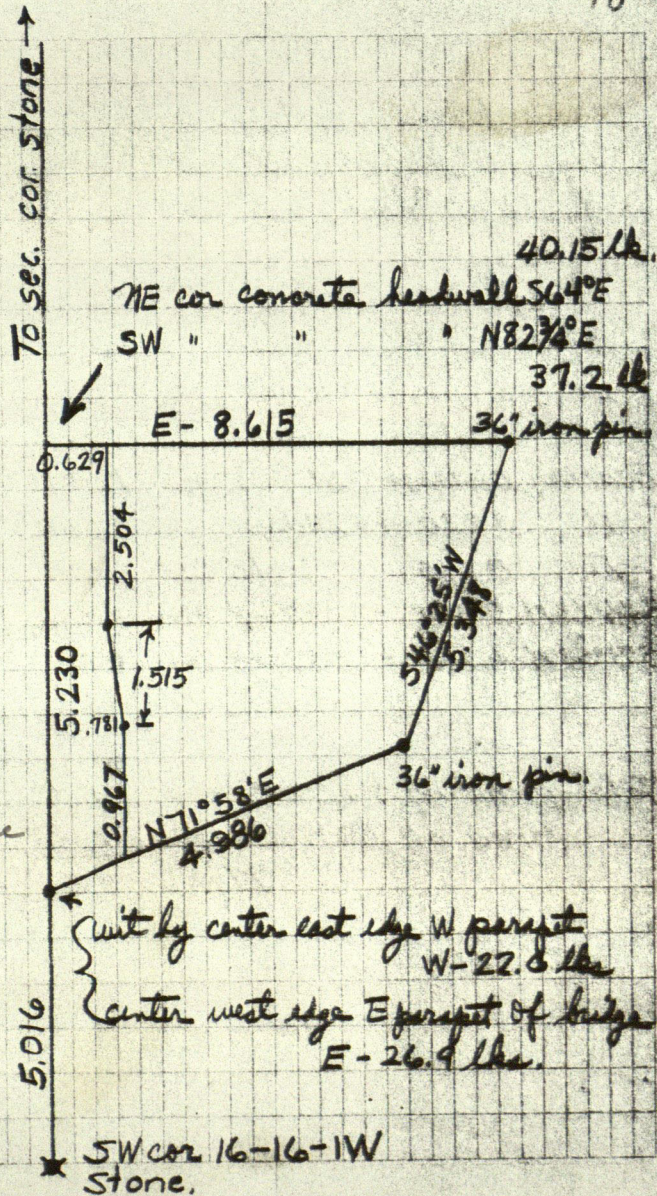 To sec. cor. stone →
40.15 lk.
NE cor concrete headwall S64°E
SW " " " N82¾°E
37.2 lk
E- 8.615
36" iron pin.
0.629
2.504
S46°25'W
5.348
5.230
1.515
.781
0.967
36" iron pin.
N71°58'E
4.986
wit by center east edge W parapet
W-22.6 lks
center west edge E parapet of bridge
E-26.9 lks.
5.016
SW cor 16-16-1W
Stone.